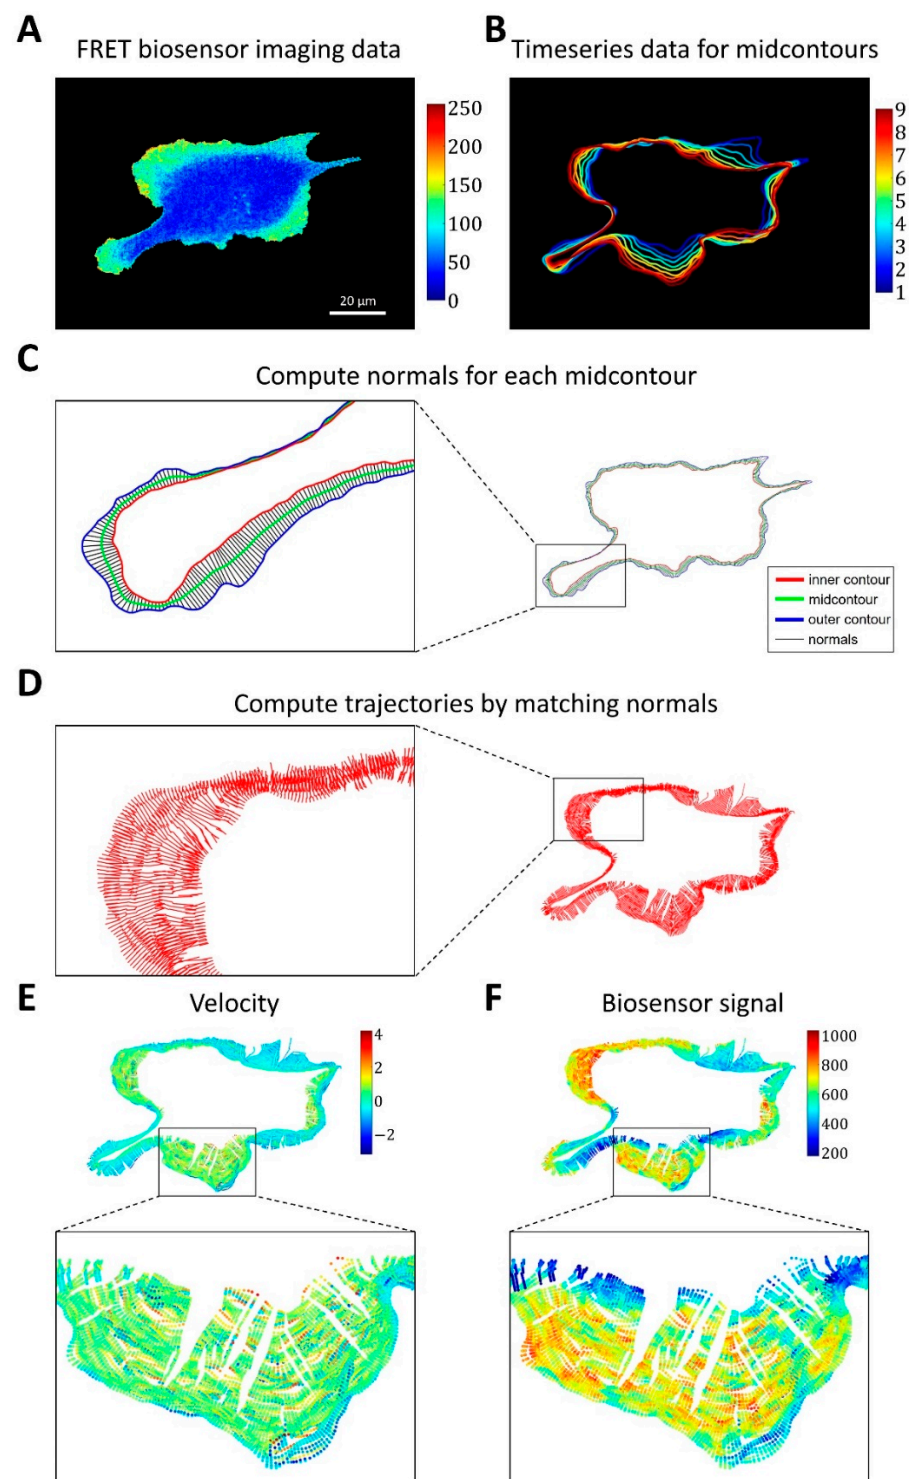 A
FRET biosensor imaging data
250
200
150
100
50
0
20 μm
B
Timeseries data for midcontours
9
8
7
6
5
4
3
2
1
C
Compute normals for each midcontour
inner contour
midcontour
outer contour
normals
D
Compute trajectories by matching normals
E
Velocity
4
2
0
−2
F
Biosensor signal
1000
800
600
400
200